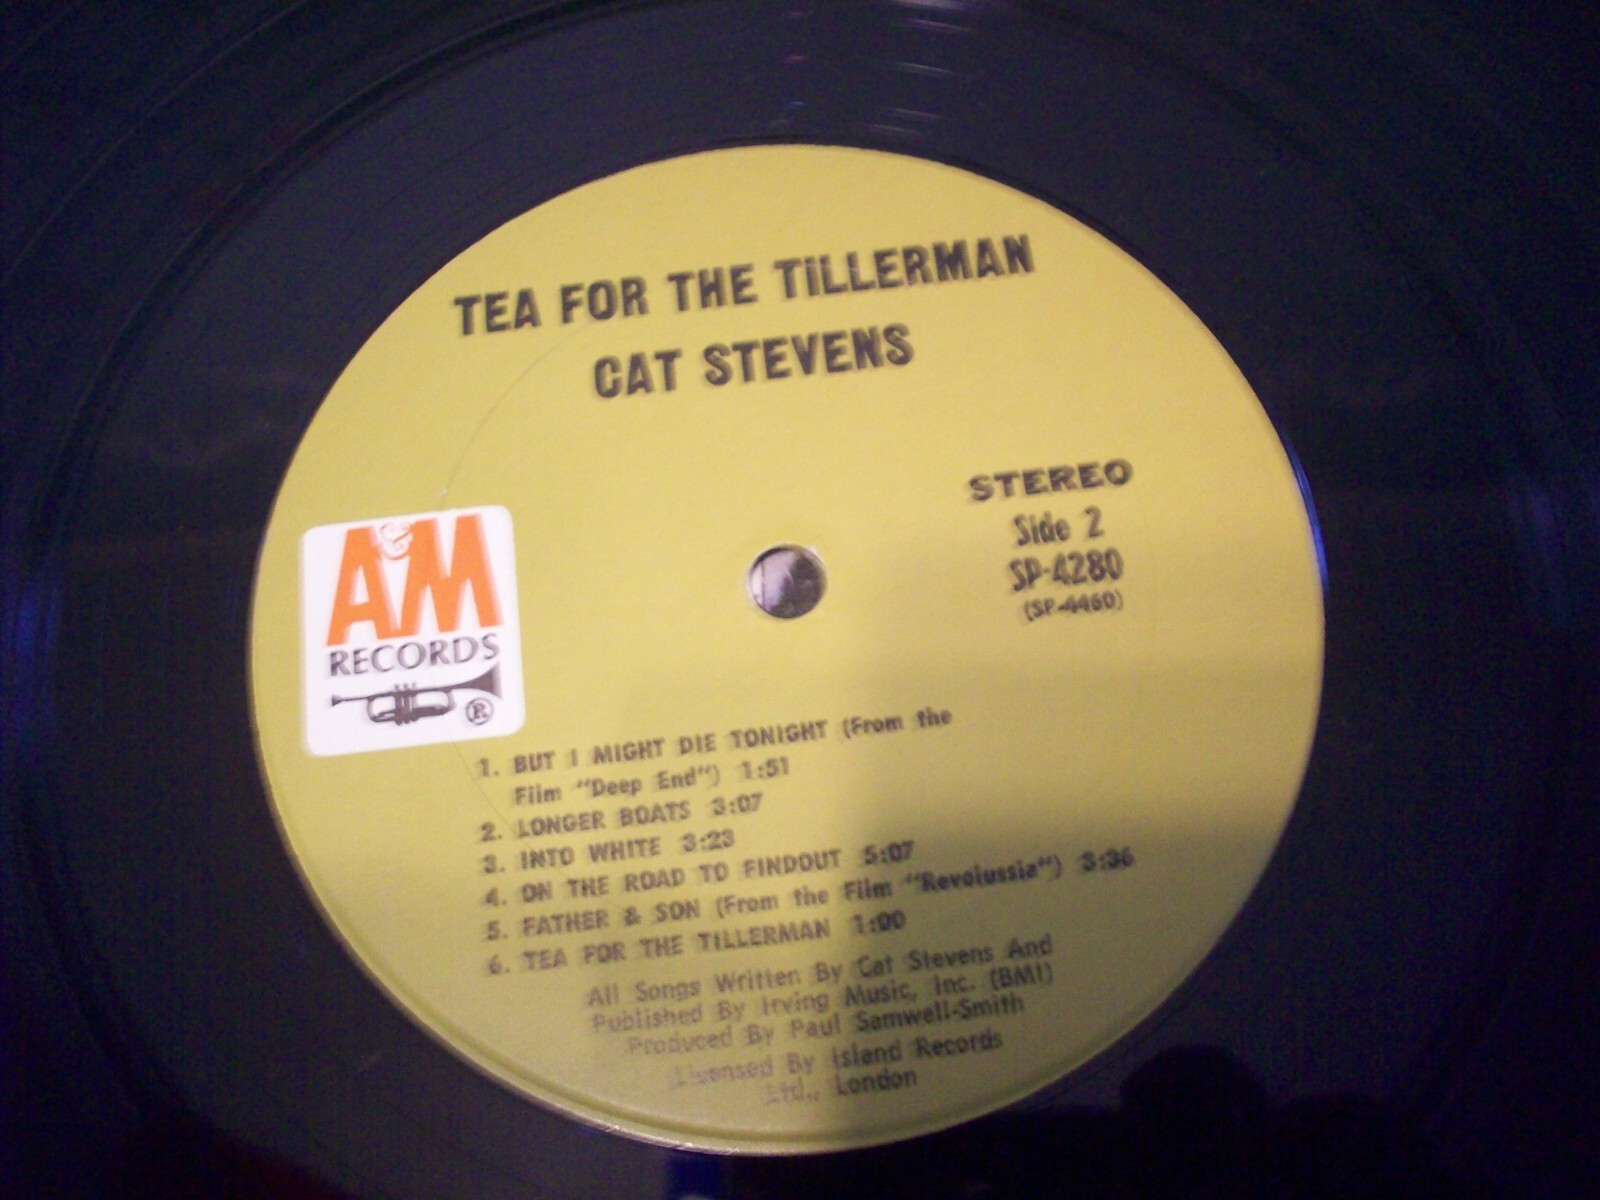 TEA FOR THE TILLERMAN
CAT STEVENS
STEREO
Side 2
SP-4280
(SP-4460)
A&M
RECORDS
®
1. BUT I MIGHT DIE TONIGHT (From the
Film "Deep End") 1:51
2. LONGER BOATS 3:07
3. INTO WHITE 3:23
4. ON THE ROAD TO FINDOUT 5:07
5. FATHER & SON (From the Film "Revolussia") 3:36
6. TEA FOR THE TILLERMAN 1:00
All Songs Written By Cat Stevens And
Published By Irving Music, Inc. (BMI)
Produced By Paul Samwell-Smith
Licensed By Island Records
Ltd., London